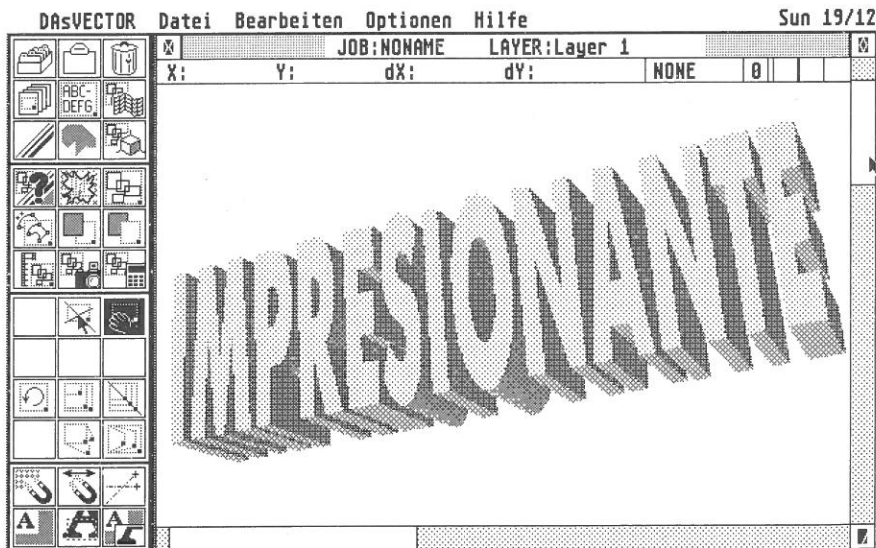 DAsVECTOR Datei Bearbeiten Optionen Hilfe Sun 19/12
JOB:NONAME LAYER:Layer 1
X: Y: dX: dY: NONE 0
ABC-
DEFG
IMPRESIONANTE
A
A